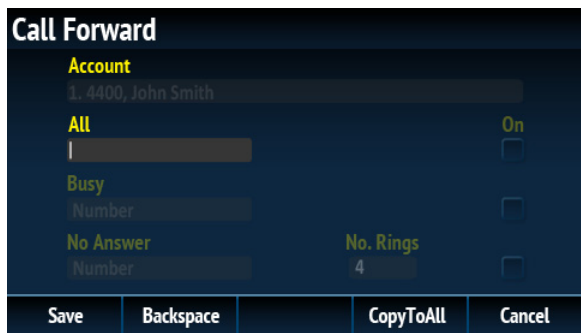 Call Forward
Account
1. 4400, John Smith
All On
Busy
Number
No Answer No. Rings
Number 4
Save Backspace CopyToAll Cancel